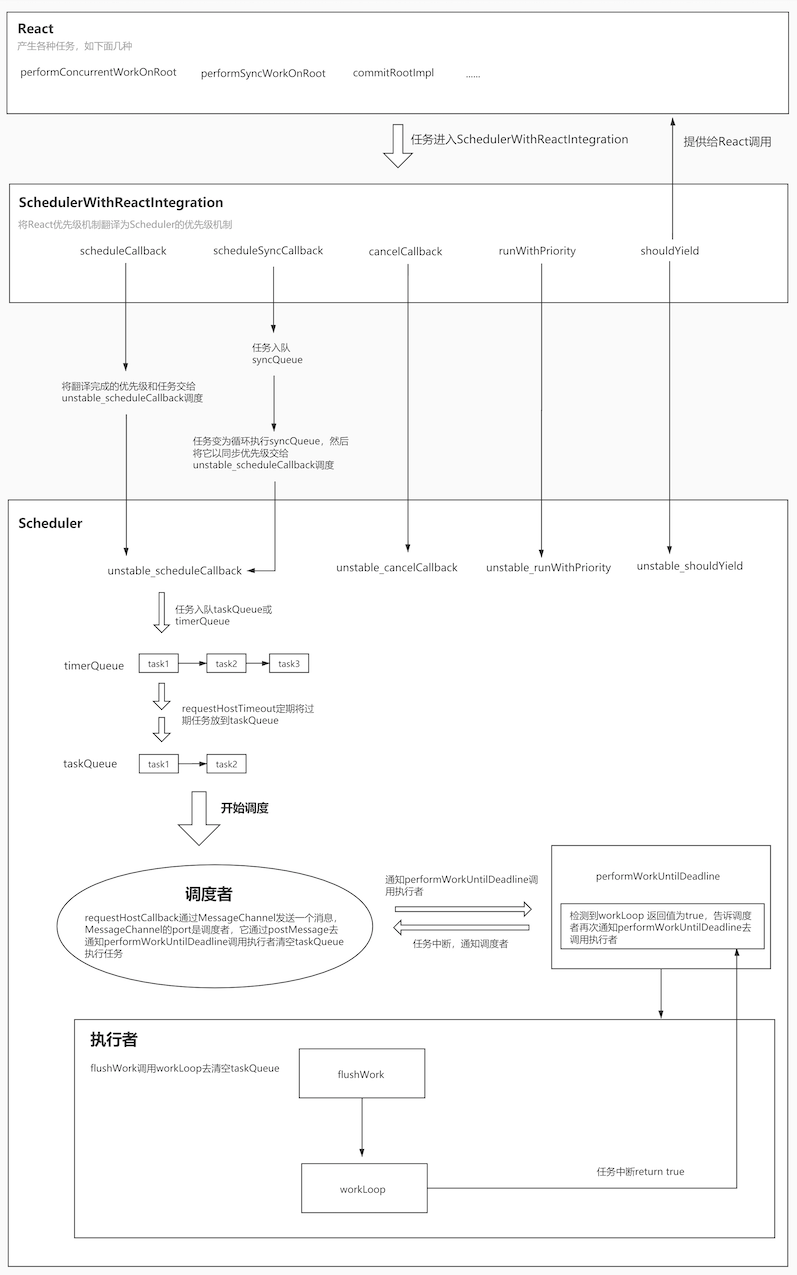 React
产生各种任务，如下面几种
performConcurrentWorkOnRoot
performSyncWorkOnRoot
commitRootImpl
......
任务进入SchedulerWithReactIntegration
提供给React调用
SchedulerWithReactIntegration
将React优先级机制翻译为Scheduler的优先级机制
scheduleCallback
scheduleSyncCallback
cancelCallback
runWithPriority
shouldYield
任务入队
syncQueue
将翻译完成的优先级和任务交给
unstable_scheduleCallback调度
任务变为循环执行syncQueue，然后
将它以同步优先级交给
unstable_scheduleCallback调度
Scheduler
unstable_scheduleCallback
unstable_cancelCallback
unstable_runWithPriority
unstable_shouldYield
任务入队taskQueue或
timerQueue
timerQueue
task1
task2
task3
requestHostTimeout定期将过
期任务放到taskQueue
taskQueue
task1
task2
开始调度
调度者
requestHostCallback通过MessageChannel发送一个消息，
MessageChannel的port是调度者，它通过postMessage去
通知performWorkUntilDeadline调用执行者清空taskQueue
执行任务
通知performWorkUntilDeadline调
用执行者
任务中断，通知调度者
performWorkUntilDeadline
检测到workLoop 返回值为true，告诉调度
者再次通知performWorkUntilDeadline去
调用执行者
执行者
flushWork调用workLoop去清空taskQueue
flushWork
任务中断return true
workLoop